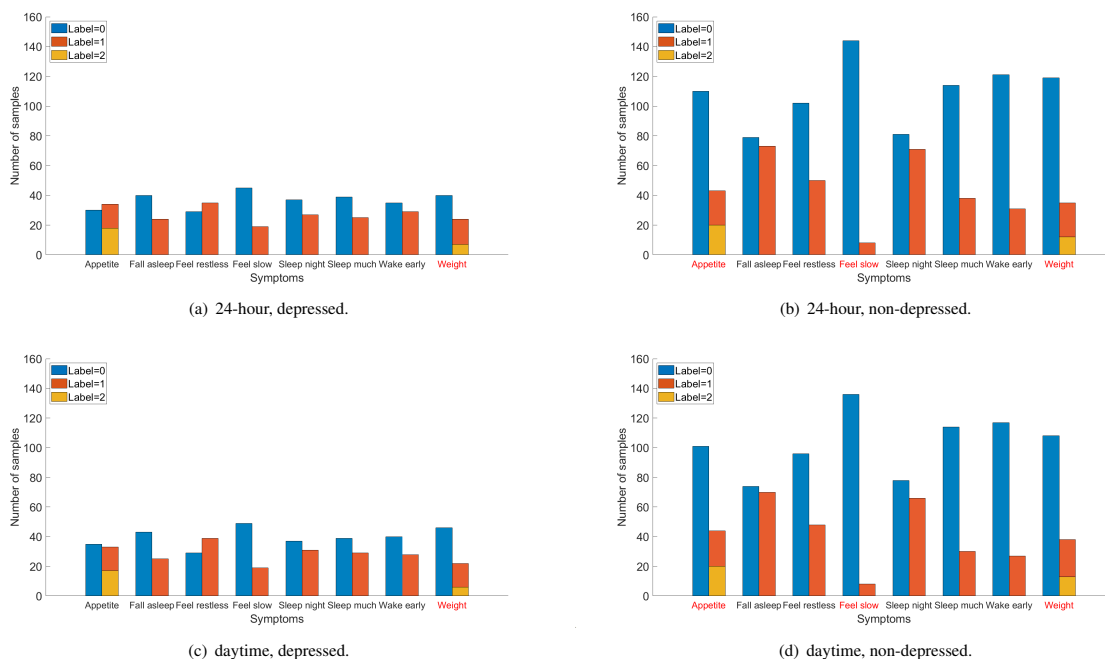 160
140
120
100
80
60
40
20
0
Number of samples
Label=0
Label=1
Label=2
Appetite Fall asleep Feel restless Feel slow Sleep night Sleep much Wake early Weight
Symptoms
(a) 24-hour, depressed.
160
140
120
100
80
60
40
20
0
Number of samples
Label=0
Label=1
Label=2
Appetite Fall asleep Feel restless Feel slow Sleep night Sleep much Wake early Weight
Symptoms
(b) 24-hour, non-depressed.
160
140
120
100
80
60
40
20
0
Number of samples
Label=0
Label=1
Label=2
Appetite Fall asleep Feel restless Feel slow Sleep night Sleep much Wake early Weight
Symptoms
(c) daytime, depressed.
160
140
120
100
80
60
40
20
0
Number of samples
Label=0
Label=1
Label=2
Appetite Fall asleep Feel restless Feel slow Sleep night Sleep much Wake early Weight
Symptoms
(d) daytime, non-depressed.